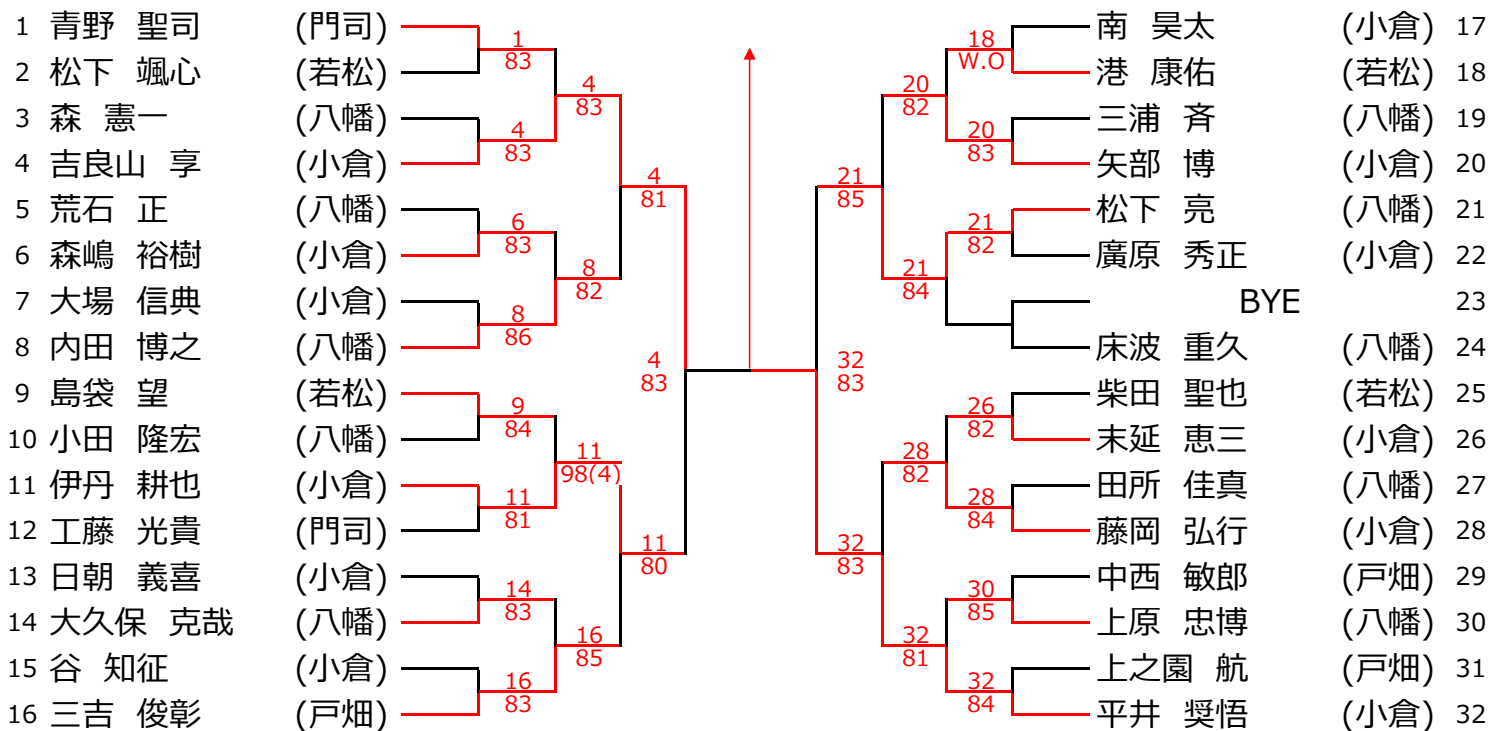 1 青野 聖司 (門司)
2 松下 颯心 (若松)
3 森 憲一 (八幡)
4 吉良山 享 (小倉)
5 荒石 正 (八幡)
6 森嶋 裕樹 (小倉)
7 大場 信典 (小倉)
8 内田 博之 (八幡)
9 島袋 望 (若松)
10 小田 隆宏 (八幡)
11 伊丹 耕也 (小倉)
12 工藤 光貴 (門司)
13 日朝 義喜 (小倉)
14 大久保 克哉 (八幡)
15 谷 知征 (小倉)
16 三吉 俊彰 (戸畑)
1
83
4
83
6
83
8
86
9
84
11
81
14
83
16
83
4
83
8
82
11
98(4)
16
85
4
81
11
80
4
83
32
83
21
85
32
83
20
82
21
84
28
82
32
81
18
W.O
20
83
21
82
26
82
28
84
30
85
32
84
南 昊太 (小倉) 17
港 康佑 (若松) 18
三浦 斉 (八幡) 19
矢部 博 (小倉) 20
松下 亮 (八幡) 21
廣原 秀正 (小倉) 22
BYE 23
床波 重久 (八幡) 24
柴田 聖也 (若松) 25
末延 恵三 (小倉) 26
田所 佳真 (八幡) 27
藤岡 弘行 (小倉) 28
中西 敏郎 (戸畑) 29
上原 忠博 (八幡) 30
上之園 航 (戸畑) 31
平井 奨悟 (小倉) 32